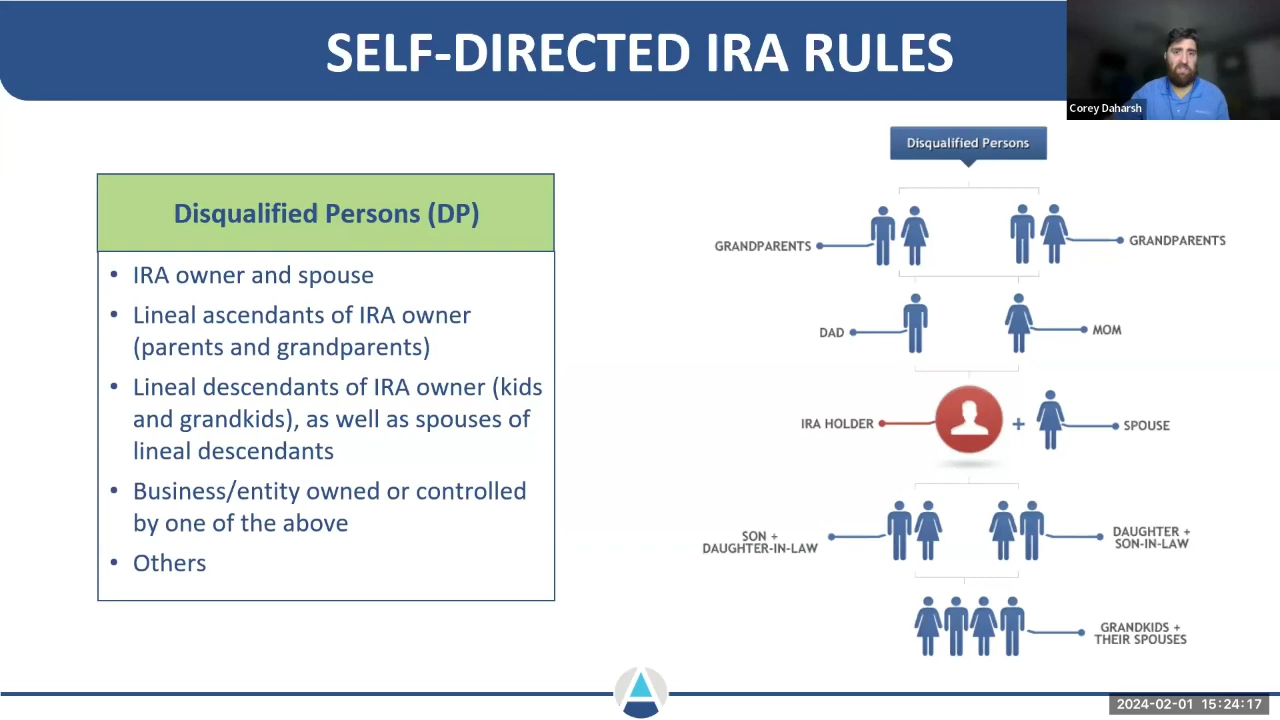 SELF-DIRECTED IRA RULES
Corey Daharsh
Disqualified Persons (DP)
• IRA owner and spouse
• Lineal ascendants of IRA owner
(parents and grandparents)
• Lineal descendants of IRA owner (kids
and grandkids), as well as spouses of
lineal descendants
• Business/entity owned or controlled
by one of the above
• Others
Disqualified Persons
GRANDPARENTS
GRANDPARENTS
DAD
MOM
IRA HOLDER
+
SPOUSE
SON +
DAUGHTER-IN-LAW
DAUGHTER +
SON-IN-LAW
GRANDKIDS +
THEIR SPOUSES
2024-02-01 15:24:17